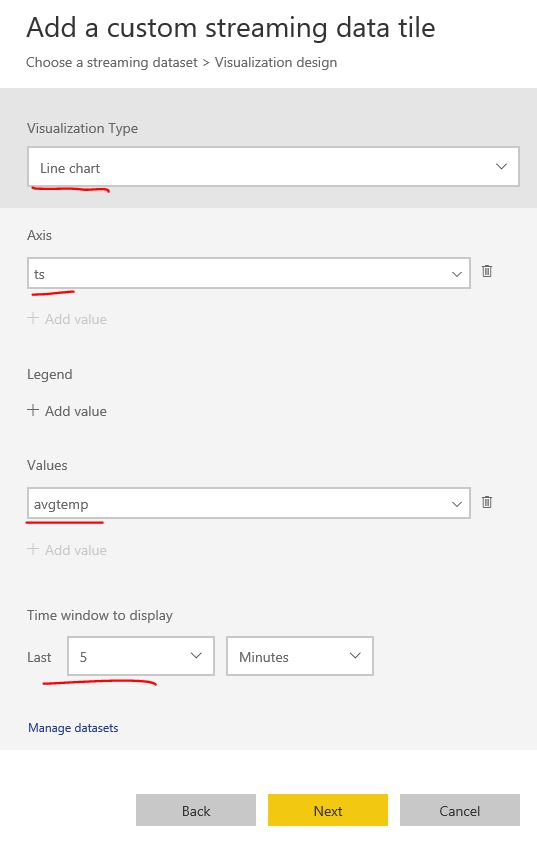 Add a custom streaming data tile
Choose a streaming dataset > Visualization design
Visualization Type
Line chart
Axis
ts
+ Add value
Legend
+ Add value
Values
avgtemp
+ Add value
Time window to display
Last 5 Minutes
Manage datasets
Back Next Cancel